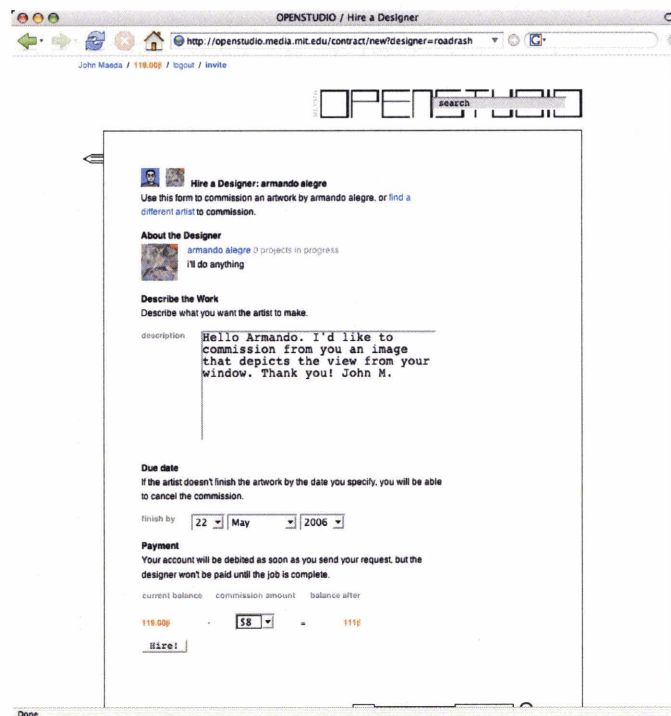 OPENSTUDIO / Hire a Designer
http://openstudio.media.mit.edu/contract/new?designer=roadrash
John Maeda / 119.00β / logout / invite
OPENSTUDIO
search
Hire a Designer: armando alegre
Use this form to commission an artwork by armando alegre, or find a
different artist to commission.
About the Designer
armando alegre 0 projects in progress
i'll do anything
Describe the Work
Describe what you want the artist to make.
description
Hello Armando. I'd like to
commission from you an image
that depicts the view from your
window. Thank you! John M.
Due date
If the artist doesn't finish the artwork by the date you specify, you will be able
to cancel the commission.
finish by 22 May 2006
Payment
Your account will be debited as soon as you send your request, but the
designer won't be paid until the job is complete.
current balance commission amount balance after
119.00β - $8 = 111β
Hire!
Done